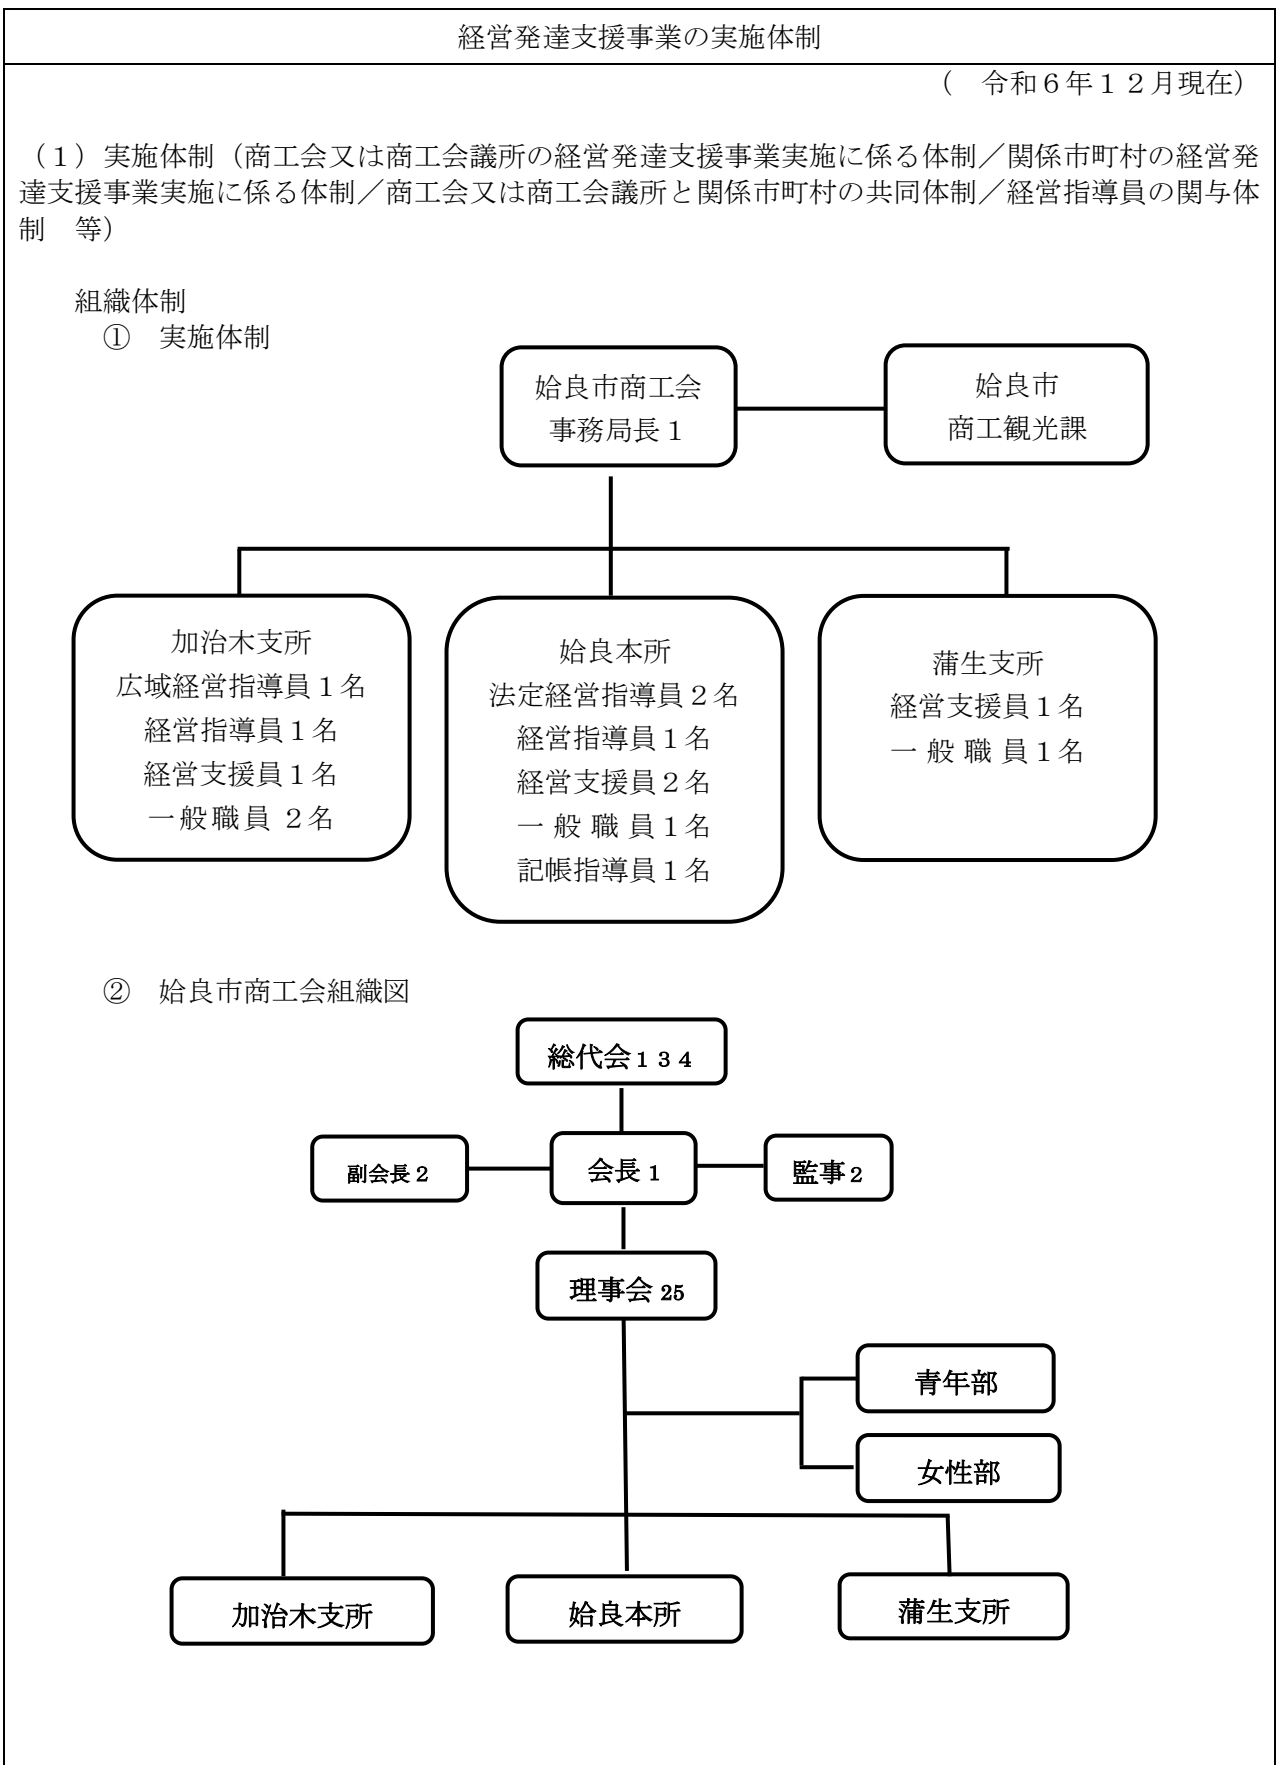 経営発達支援事業の実施体制
（　令和６年１２月現在）
（１）実施体制（商工会又は商工会議所の経営発達支援事業実施に係る体制／関係市町村の経営発
達支援事業実施に係る体制／商工会又は商工会議所と関係市町村の共同体制／経営指導員の関与体
制　等）
組織体制
①　実施体制
姶良市商工会
事務局長１
姶良市
商工観光課
加治木支所
広域経営指導員１名
経営指導員１名
経営支援員１名
一般職員 ２名
姶良本所
法定経営指導員２名
経営指導員１名
経営支援員２名
一 般 職 員１名
記帳指導員１名
蒲生支所
経営支援員１名
一 般 職 員１名
②　姶良市商工会組織図
総代会１３４
副会長２
会長１
監事２
理事会 25
青年部
女性部
加治木支所
姶良本所
蒲生支所